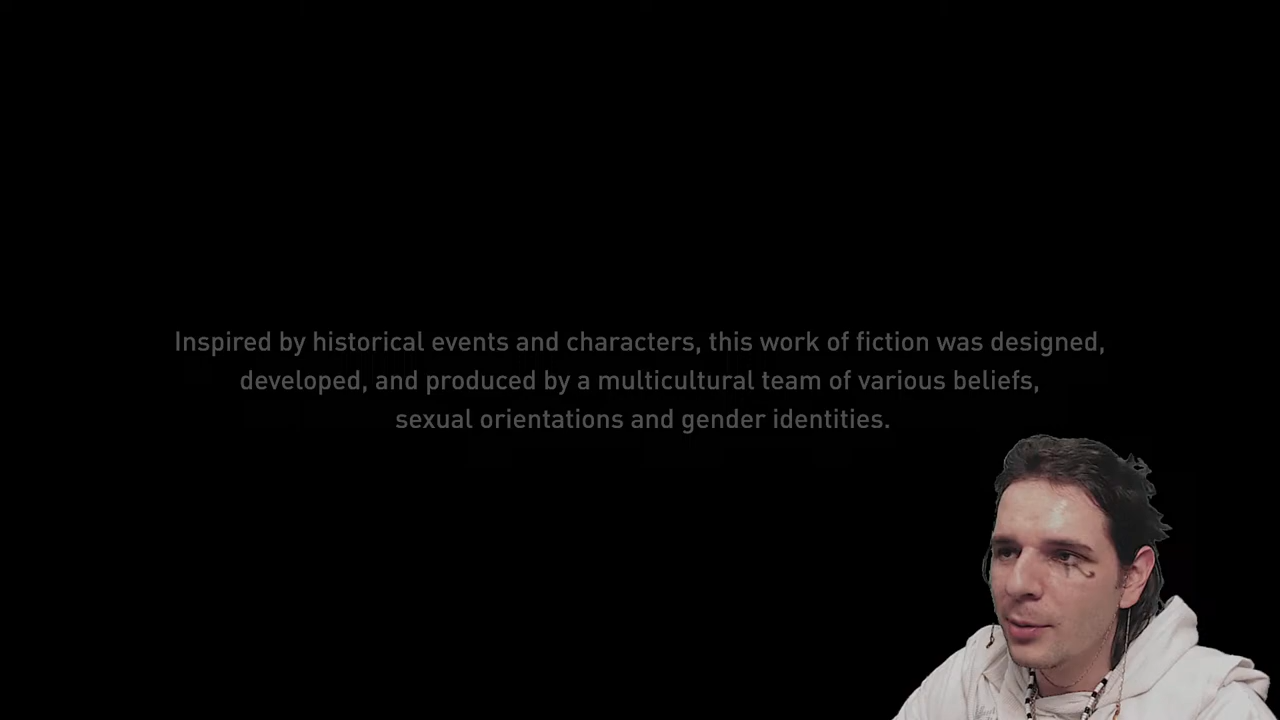 Inspired by historical events and characters, this work of fiction was designed,
developed, and produced by a multicultural team of various beliefs,
sexual orientations and gender identities.